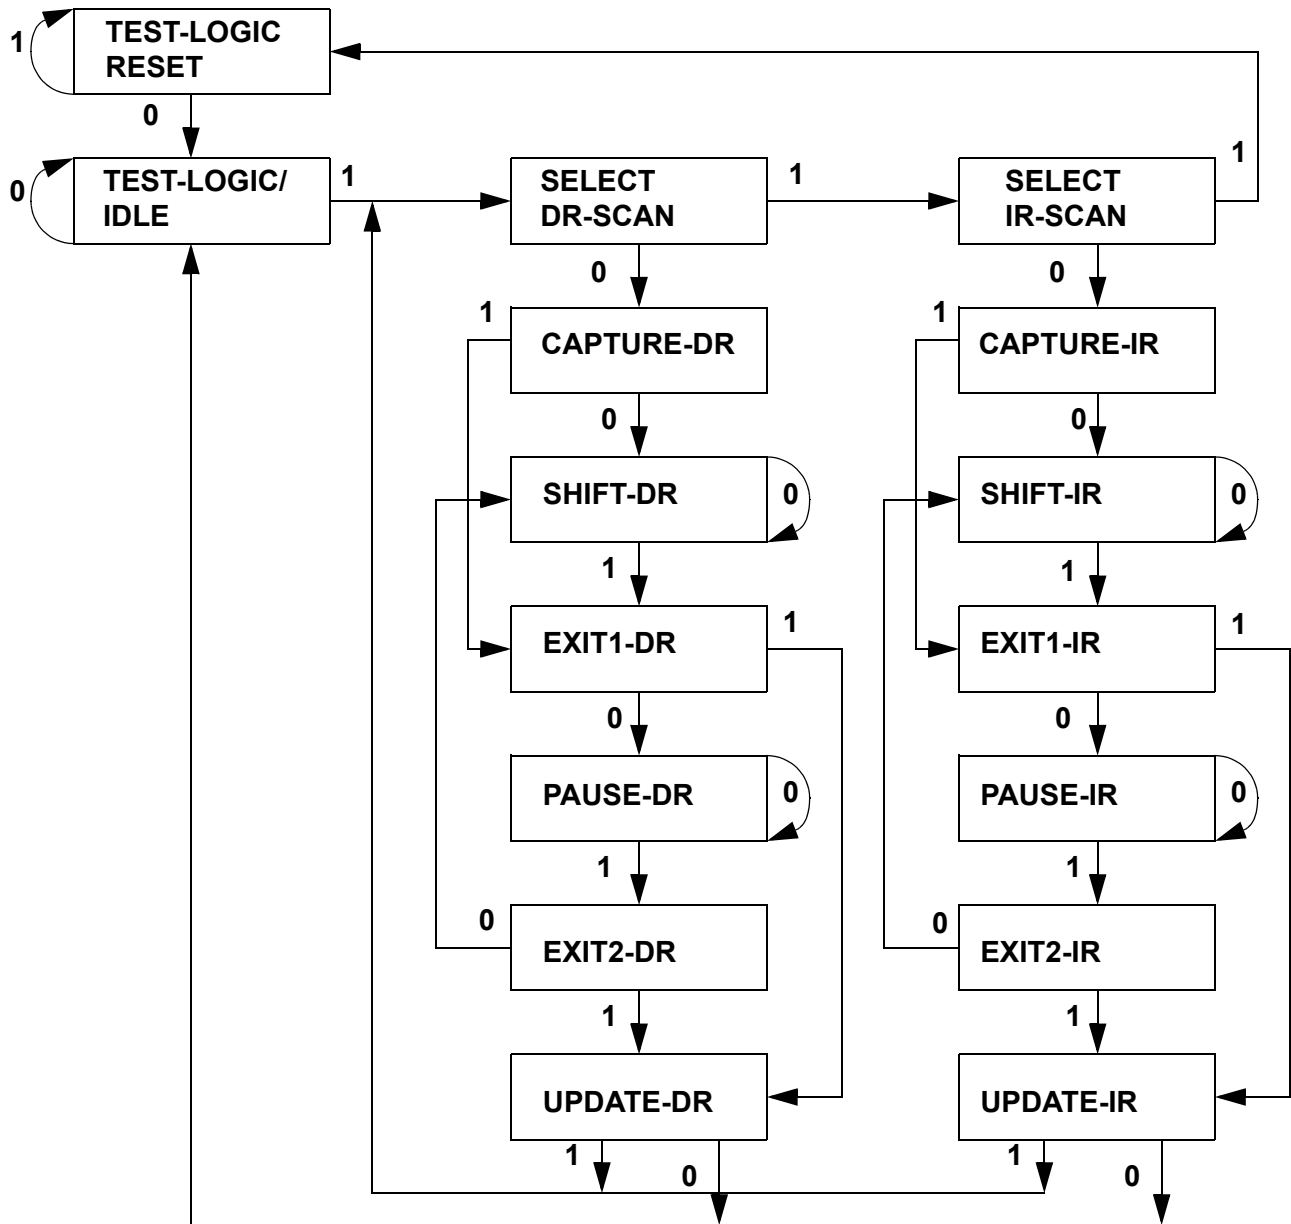 1
TEST-LOGIC
RESET
0
0
TEST-LOGIC/
IDLE
1
SELECT
DR-SCAN
1
SELECT
IR-SCAN
1
0
0
1
CAPTURE-DR
1
CAPTURE-IR
0
0
SHIFT-DR
0
SHIFT-IR
0
1
1
EXIT1-DR
1
EXIT1-IR
1
0
0
PAUSE-DR
0
PAUSE-IR
0
1
1
0
EXIT2-DR
0
EXIT2-IR
1
1
UPDATE-DR
UPDATE-IR
1
0
1
0